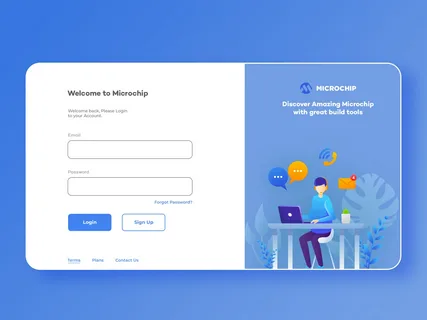 Welcome to Microchip
Welcome back, Please Login
to your Account
Email
Password
Forgot Password?
Login
Sign Up
Terms
Plans
Contact Us
MICROCHIP
Discover Amazing Microchip
with great build tools